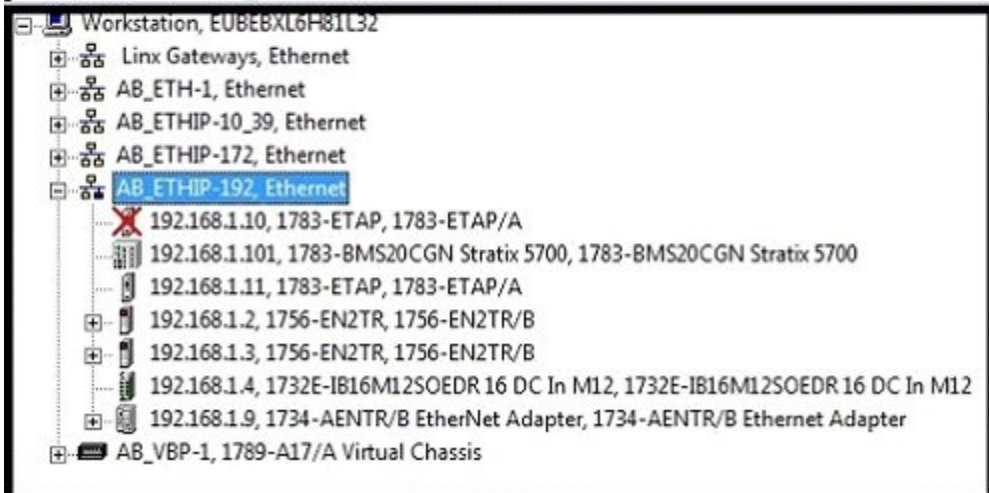 Workstation, EUBEBXL6H81L32
Linx Gateways, Ethernet
AB_ETH-1, Ethernet
AB_ETHIP-10_39, Ethernet
AB_ETHIP-172, Ethernet
AB_ETHIP-192, Ethernet
192.168.1.10, 1783-ETAP, 1783-ETAP/A
192.168.1.101, 1783-BMS20CGN Stratix 5700, 1783-BMS20CGN Stratix 5700
192.168.1.11, 1783-ETAP, 1783-ETAP/A
192.168.1.2, 1756-EN2TR, 1756-EN2TR/B
192.168.1.3, 1756-EN2TR, 1756-EN2TR/B
192.168.1.4, 1732E-IB16M12SOEDR 16 DC In M12, 1732E-IB16M12SOEDR 16 DC In M12
192.168.1.9, 1734-AENTR/B EtherNet Adapter, 1734-AENTR/B Ethernet Adapter
AB_VBP-1, 1789-A17/A Virtual Chassis